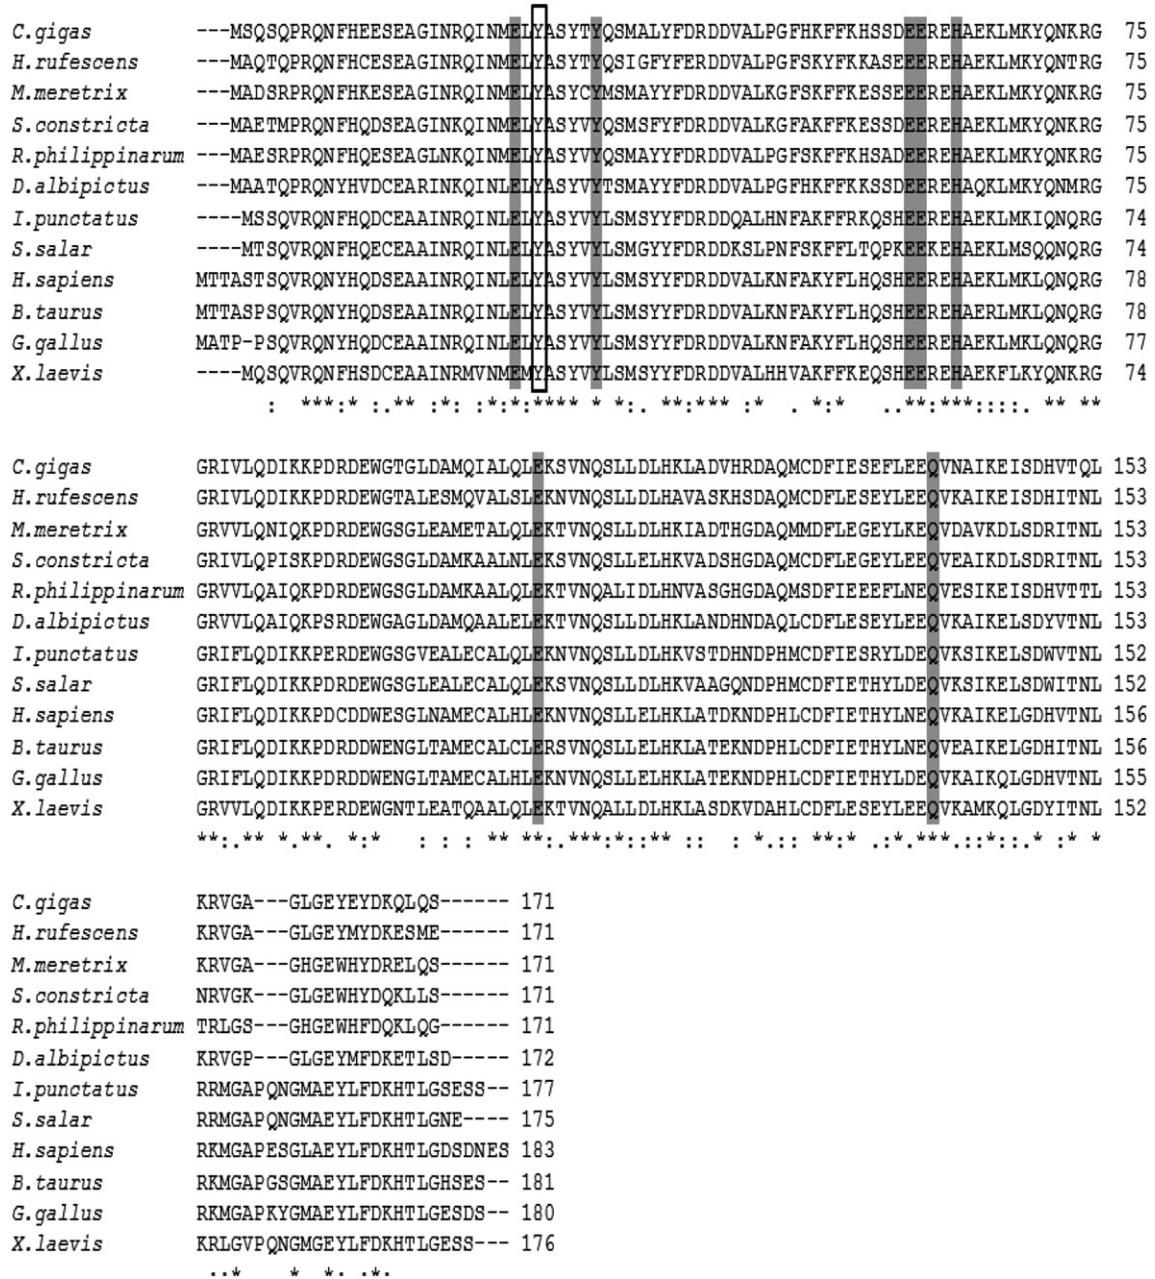 C.gigas ---MSQSQPRQNFHEESEAGINRQINMELYASYTYQSMALYFDRDDVALPGFHKFFKHSSDEEREHAEKLMKYQNKRG 75
H.rufescens ---MAQTQPRQNFHCESEAGINRQINMELYASYTYQSIGFYFERDDVALPGFSKYFKKASEEEREHAEKLMKYQNTRG 75
M.meretrix ---MADSRPRQNFHKESEAGINRQINMELYASYCYMSMAYYFDRDDVALKGFSKFFKESSEEEREHAEKLMKYQNKRG 75
S.constricta ---MAETMPRQNFHQDSEAGINKQINMELYASYVYQSMSFYFDRDDVALKGFAKFFKESSDEEREHAEKLMKYQNKRG 75
R.philippinarum ---MAESRPRQNFHQESEAGLNKQINMELYASYVYQSMAYYFDRDDVALPGFSKFFKHSADEEREHAEKLMKYQNKRG 75
D.albipictus ---MAATQPRQNYHVDCEARINKQINLELYASYVYTSMAYYFDRDDVALPGFHKFFKKSSDEEREHAQKLMKYQNMRG 75
I.punctatus ----MSSQVRQNFHQDCEAAINRQINLELYASYVYLSMSYYFDRDDQALHNFAKFFRKQSHEEREHAEKLMKIQNQRG 74
S.salar ----MTSQVRQNFHQECEAAINRQINLELYASYVYLSMGYYFDRDDKSLPNFSKFFLTQPKEEKEHAEKLMSQQNQRG 74
H.sapiens MTTASTSQVRQNYHQDSEAAINRQINLELYASYVYLSMSYYFDRDDVALKNFAKYFLHQSHEEREHAEKLMKLQNQRG 78
B.taurus MTTASPSQVRQNYHQDSEAAINRQINLELYASYVYLSMSYYFDRDDVALKNFAKYFLHQSHEEREHAERLMKLQNQRG 78
G.gallus MATP-PSQVRQNYHQDCEAAINRQINLELYASYVYLSMSYYFDRDDVALKNFAKYFLHQSHEEREHAEKLMKLQNQRG 77
X.laevis ----MQSQVRQNFHSDCEAAINRMVNMEMYASYVYLSMSYYFDRDDVALHHVAKFFKEQSHEEREHAEKFLKYQNKRG 74
: ***:* :.** :*:* :*:*:**** * *:. **:*** :* . *:* ..**:***::::. ** **
C.gigas GRIVLQDIKKPDRDEWGTGLDAMQIALQLEKSVNQSLLDLHKLADVHRDAQMCDFIESEFLEEQVNAIKEISDHVTQL 153
H.rufescens GRIVLQDIKKPDRDEWGTALESMQVALSLEKNVNQSLLDLHAVASKHSDAQMCDFLESEYLEEQVKAIKEISDHITNL 153
M.meretrix GRVVLQNIQKPDRDEWGSGLEAMETALQLEKTVNQSLLDLHKIADTHGDAQMMDFLEGEYLKEQVDAVKDLSDRITNL 153
S.constricta GRIVLQPISKPDRDEWGSGLDAMKAALNLEKSVNQSLLELHKVADSHGDAQMCDFLEGEYLEEQVEAIKDLSDRITNL 153
R.philippinarum GRVVLQAIQKPDRDEWGSGLDAMKAALQLEKTVNQALIDLHNVASGHGDAQMSDFIEEEFLNEQVESIKEISDHVTTL 153
D.albipictus GRVVLQAIQKPSRDEWGAGLDAMQAALELEKTVNQSLLDLHKLANDHNDAQLCDFLESEYLEEQVKAIKELSDYVTNL 153
I.punctatus GRIFLQDIKKPERDEWGSGVEALECALQLEKNVNQSLLDLHKVSTDHNDPHMCDFIESRYLDEQVKSIKELSDWVTNL 152
S.salar GRIFLQDIKKPDRDEWGSGLEALECALQLEKSVNQSLLDLHKVAAGQNDPHMCDFIETHYLDEQVKSIKELSDWITNL 152
H.sapiens GRIFLQDIKKPDCDDWESGLNAMECALHLEKNVNQSLLELHKLATDKNDPHLCDFIETHYLNEQVKAIKELGDHVTNL 156
B.taurus GRIFLQDIKKPDRDDWENGLTAMECALCLERSVNQSLLELHKLATEKNDPHLCDFIETHYLNEQVEAIKELGDHITNL 156
G.gallus GRIFLQDIKKPDRDDWENGLTAMECALHLEKNVNQSLLELHKLATEKNDPHLCDFIETHYLDEQVKAIKQLGDHVTNL 155
X.laevis GRVVLQDIKKPERDEWGNTLEATQAALQLEKTVNQALLDLHKLASDKVDAHLCDFLESEYLEEQVKAMKQLGDYITNL 152
**:.** *.**. *:* : : : ** **:.***:*::** :: : *.:: **:* .:*.***.::*::.* :* *
C.gigas KRVGA---GLGEYEYDKQLQS------ 171
H.rufescens KRVGA---GLGEYMYDKESME------ 171
M.meretrix KRVGA---GHGEWHYDRELQS------ 171
S.constricta NRVGK---GLGEWHYDQKLLS------ 171
R.philippinarum TRLGS---GHGEWHFDQKLQG------ 171
D.albipictus KRVGP---GLGEYMFDKETLSD----- 172
I.punctatus RRMGAPQNGMAEYLFDKHTLGSESS-- 177
S.salar RRMGAPQNGMAEYLFDKHTLGNE---- 175
H.sapiens RKMGAPESGLAEYLFDKHTLGDSDNES 183
B.taurus RKMGAPGSGMAEYLFDKHTLGHSES-- 181
G.gallus RKMGAPKYGMAEYLFDKHTLGESDS-- 180
X.laevis KRLGVPQNGMGEYLFDKHTLGESS--- 176
.:* * *: :*: